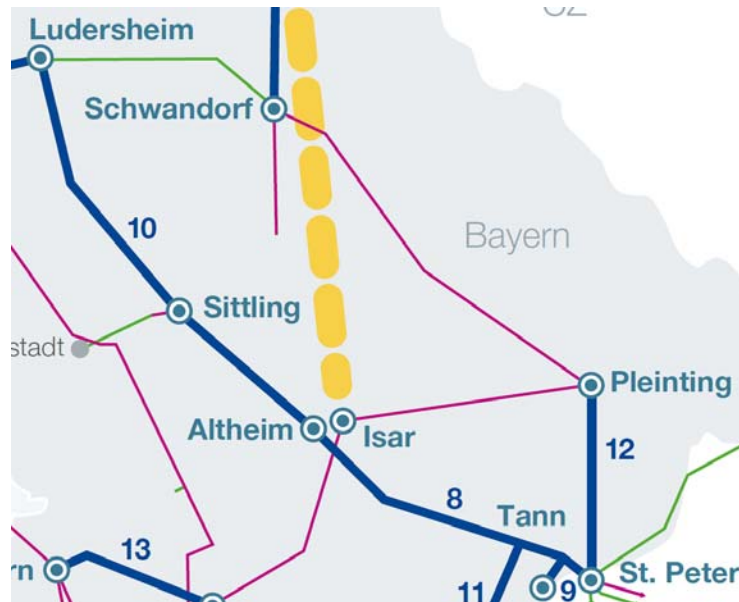 Ludersheim
Schwandorf
10
Bayern
Sittling
stadt
Pleinting
Altheim
Isar
12
8
Tann
13
rn
11
9
St. Peter